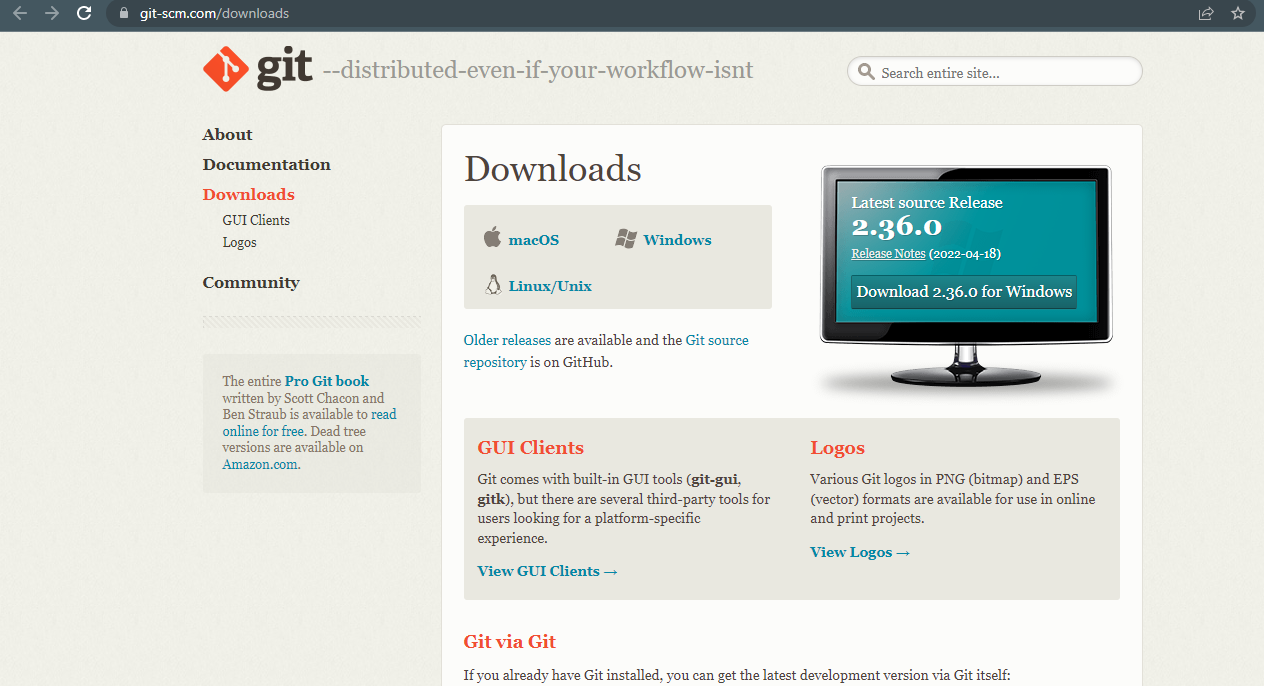 git-scm.com/downloads
git --distributed-even-if-your-workflow-isnt
Search entire site...
About
Documentation
Downloads
GUI Clients
Logos
Community
The entire Pro Git book
written by Scott Chacon and
Ben Straub is available to read
online for free. Dead tree
versions are available on
Amazon.com.
Downloads
macOS
Windows
Linux/Unix
Older releases are available and the Git source
repository is on GitHub.
Latest source Release
2.36.0
Release Notes (2022-04-18)
Download 2.36.0 for Windows
GUI Clients
Git comes with built-in GUI tools (git-gui,
gitk), but there are several third-party tools for
users looking for a platform-specific
experience.
View GUI Clients →
Logos
Various Git logos in PNG (bitmap) and EPS
(vector) formats are available for use in online
and print projects.
View Logos →
Git via Git
If you already have Git installed, you can get the latest development version via Git itself: